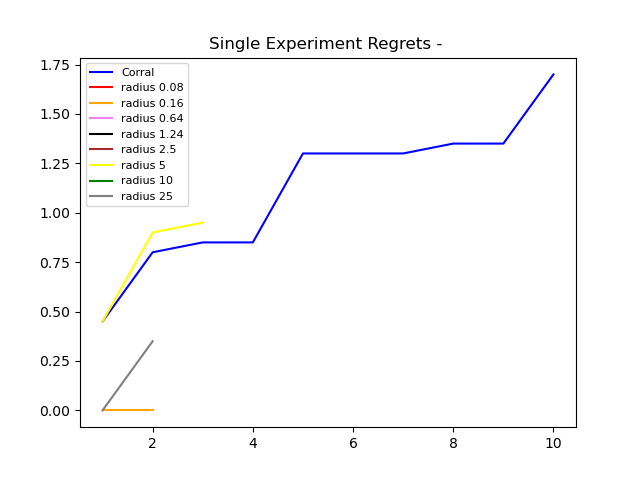 Single Experiment Regrets -
1.75
1.50
1.25
1.00
0.75
0.50
0.25
0.00
Corral
radius 0.08
radius 0.16
radius 0.64
radius 1.24
radius 2.5
radius 5
radius 10
radius 25
2 4 6 8 10